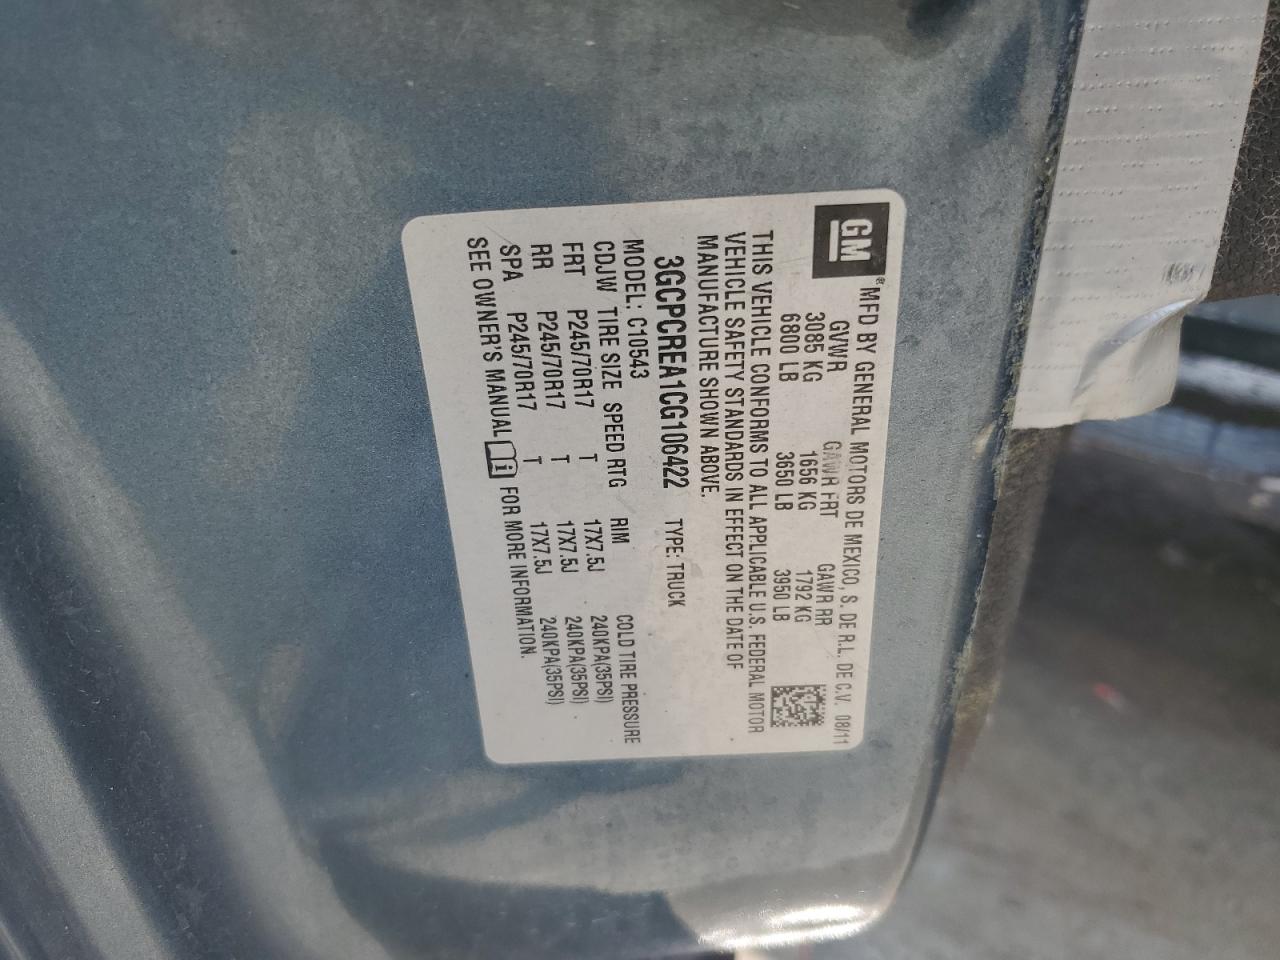 GM
® MFD BY GENERAL MOTORS DE MEXICO, S. DE R.L. DE C.V. 08/11
GVWR GAWR FRT GAWR RR
3085 KG 1656 KG 1792 KG
6800 LB 3650 LB 3950 LB
THIS VEHICLE CONFORMS TO ALL APPLICABLE U.S. FEDERAL MOTOR
VEHICLE SAFETY STANDARDS IN EFFECT ON THE DATE OF
MANUFACTURE SHOWN ABOVE.
3GCPCREA1CG106422 TYPE: TRUCK
MODEL: C10543
CDJW TIRE SIZE SPEED RTG RIM COLD TIRE PRESSURE
FRT P245/70R17 T 17X7.5J 240KPA(35PSI)
RR P245/70R17 T 17X7.5J 240KPA(35PSI)
SPA P245/70R17 T 17X7.5J 240KPA(35PSI)
SEE OWNER'S MANUAL FOR MORE INFORMATION.